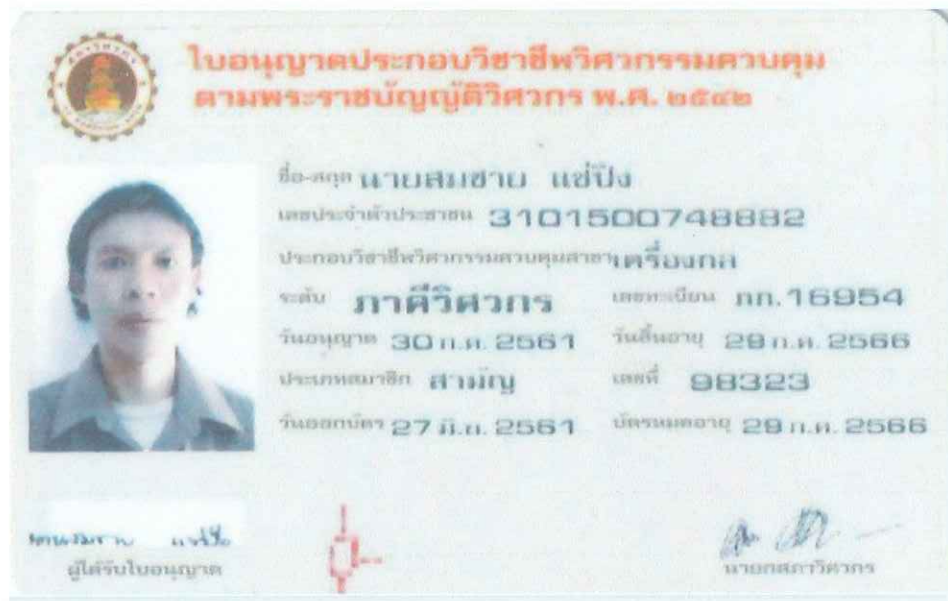 ใบอนุญาตประกอบวิชาชีพวิศวกรรมควบคุม
ตามพระราชบัญญัติวิศวกร พ.ศ. ๒๕๔๒
ชื่อ-สกุล นายสมชาย แซ่ปึง
เลขประจำตัวประชาชน 3101500748882
ประกอบวิชาชีพวิศวกรรมควบคุมสาขา เครื่องกล
ระดับ ภาคีวิศวกร เลขทะเบียน ภก.16954
วันอนุญาต 30 ก.ค. 2561 วันสิ้นอายุ 29 ก.ค. 2566
ประเภทสมาชิก สามัญ เลขที่ 98323
วันออกบัตร 27 มิ.ย. 2561 บัตรหมดอายุ 29 ก.ค. 2566
ผู้ได้รับใบอนุญาต นายกสภาวิศวกร